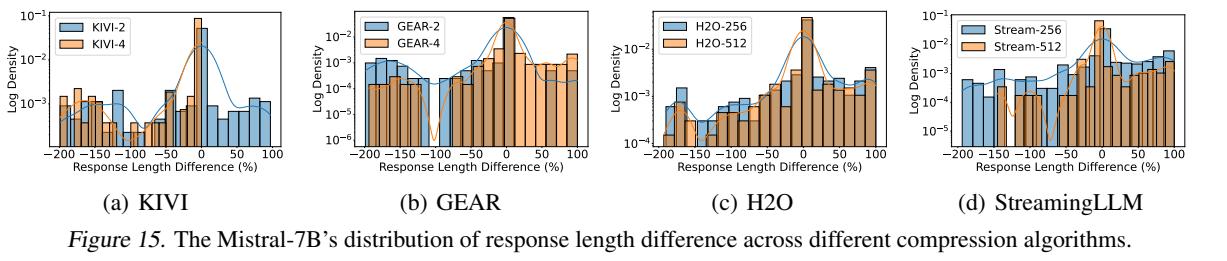 10⁻¹
10⁻²
10⁻³
Log Density
KIVI-2
KIVI-4
−200 −150 −100 −50 0 50 100
Response Length Difference (%)
10⁻²
10⁻³
10⁻⁴
10⁻⁵
10⁻⁶
Log Density
GEAR-2
GEAR-4
−200 −150 −100 −50 0 50 100
Response Length Difference (%)
10⁻²
10⁻³
10⁻⁴
Log Density
H2O-256
H2O-512
−200 −150 −100 −50 0 50 100
Response Length Difference (%)
10⁻¹
10⁻²
10⁻³
10⁻⁴
10⁻⁵
Log Density
Stream-256
Stream-512
−200 −150 −100 −50 0 50 100
Response Length Difference (%)
(a) KIVI
(b) GEAR
(c) H2O
(d) StreamingLLM
Figure 15. The Mistral-7B's distribution of response length difference across different compression algorithms.